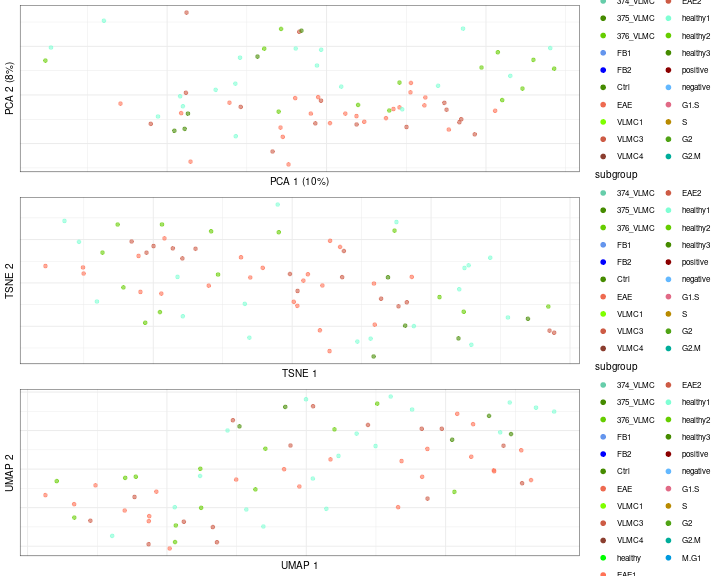 374_VLMC EAE2
375_VLMC healthy1
376_VLMC healthy2
FB1 healthy3
FB2 positive
Ctrl negative
EAE G1.S
VLMC1 S
VLMC3 G2
VLMC4 G2.M
PCA 2 (8%)
PCA 1 (10%)
subgroup
374_VLMC EAE2
375_VLMC healthy1
376_VLMC healthy2
FB1 healthy3
FB2 positive
Ctrl negative
EAE G1.S
VLMC1 S
VLMC3 G2
VLMC4 G2.M
TSNE 2
TSNE 1
subgroup
374_VLMC EAE2
375_VLMC healthy1
376_VLMC healthy2
FB1 healthy3
FB2 positive
Ctrl negative
EAE G1.S
VLMC1 S
VLMC3 G2
VLMC4 G2.M
healthy M.G1
EAE1
UMAP 2
UMAP 1